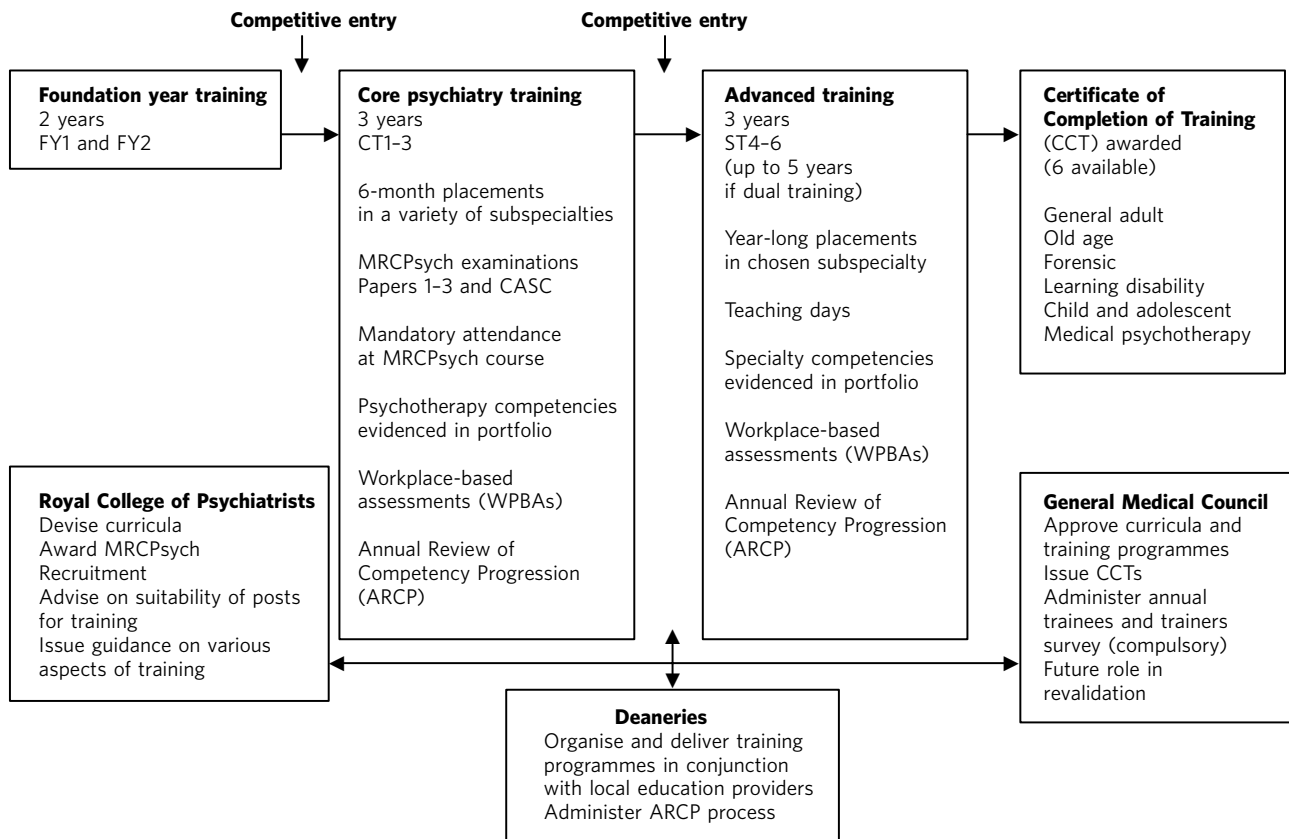 Competitive entry
Competitive entry
Foundation year training
2 years
FY1 and FY2
Core psychiatry training
3 years
CT1–3
6-month placements
in a variety of subspecialties
MRCPsych examinations
Papers 1–3 and CASC
Mandatory attendance
at MRCPsych course
Psychotherapy competencies
evidenced in portfolio
Workplace-based
assessments (WPBAs)
Annual Review of
Competency Progression
(ARCP)
Advanced training
3 years
ST4–6
(up to 5 years
if dual training)
Year-long placements
in chosen subspecialty
Teaching days
Specialty competencies
evidenced in portfolio
Workplace-based
assessments (WPBAs)
Annual Review of
Competency Progression
(ARCP)
Certificate of
Completion of Training
(CCT) awarded
(6 available)
General adult
Old age
Forensic
Learning disability
Child and adolescent
Medical psychotherapy
Royal College of Psychiatrists
Devise curricula
Award MRCPsych
Recruitment
Advise on suitability of posts
for training
Issue guidance on various
aspects of training
General Medical Council
Approve curricula and
training programmes
Issue CCTs
Administer annual
trainees and trainers
survey (compulsory)
Future role in
revalidation
Deaneries
Organise and deliver training
programmes in conjunction
with local education providers
Administer ARCP process